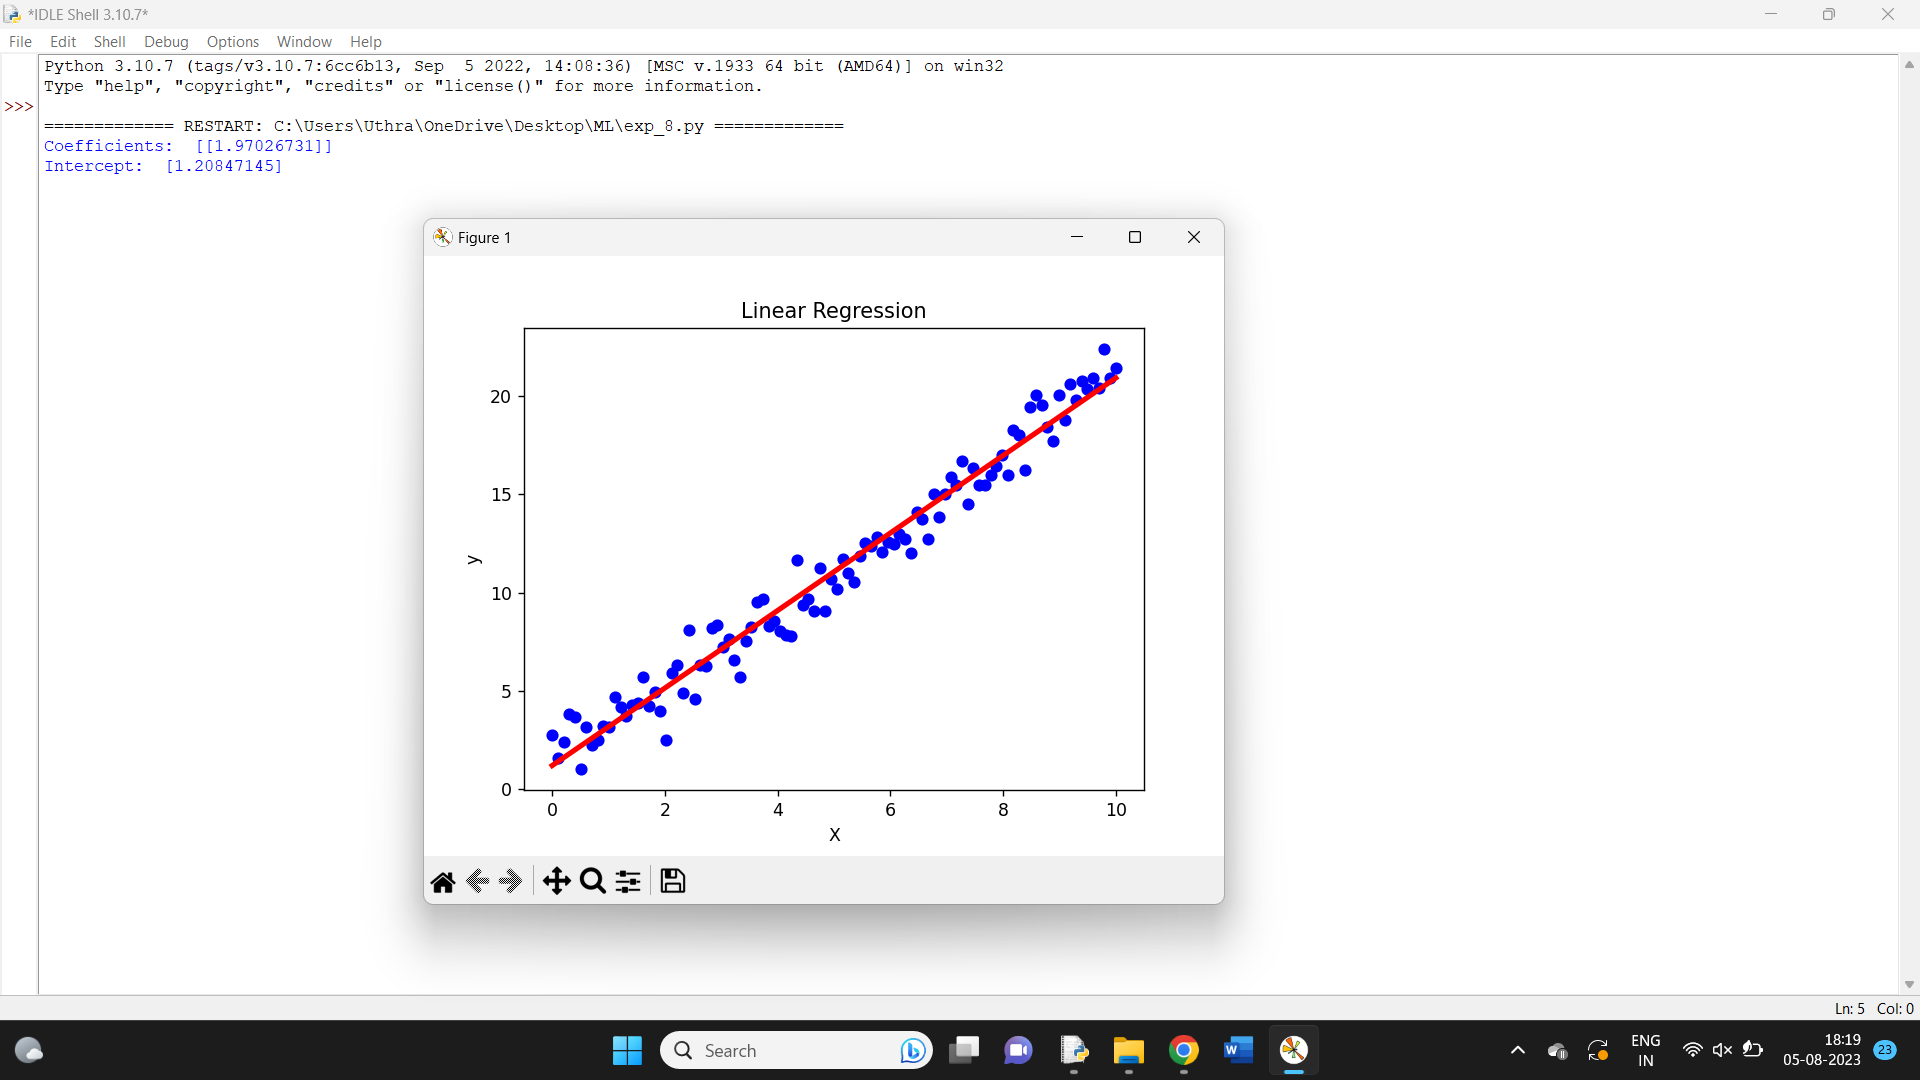 *IDLE Shell 3.10.7*
File Edit Shell Debug Options Window Help
Python 3.10.7 (tags/v3.10.7:6cc6b13, Sep  5 2022, 14:08:36) [MSC v.1933 64 bit (AMD64)] on win32
Type "help", "copyright", "credits" or "license()" for more information.
>>>
============= RESTART: C:\Users\Uthra\OneDrive\Desktop\ML\exp_8.py =============
Coefficients:  [[1.97026731]]
Intercept:  [1.20847145]
Figure 1
Linear Regression
20
15
10
5
0
y
0 2 4 6 8 10
X
Ln: 5 Col: 0
Search
W
ENG
IN
18:19
05-08-2023
23